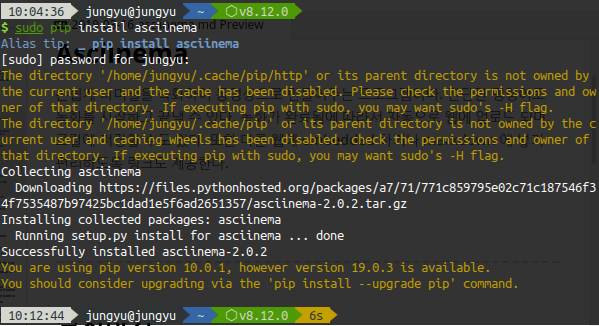 10:04:36 jungyu@jungyu ~ ⬡v8.12.0
$ sudo pip install asciinema
Alias tip: _ pip install asciinema
[sudo] password for jungyu:
The directory '/home/jungyu/.cache/pip/http' or its parent directory is not owned by
the current user and the cache has been disabled. Please check the permissions and ow
ner of that directory. If executing pip with sudo, you may want sudo's -H flag.
The directory '/home/jungyu/.cache/pip' or its parent directory is not owned by the c
urrent user and caching wheels has been disabled. check the permissions and owner of
that directory. If executing pip with sudo, you may want sudo's -H flag.
Collecting asciinema
Downloading https://files.pythonhosted.org/packages/a7/71/771c859795e02c71c187546f3
4f7535487b97425bc1dad1e5f6ad2651357/asciinema-2.0.2.tar.gz
Installing collected packages: asciinema
Running setup.py install for asciinema ... done
Successfully installed asciinema-2.0.2
You are using pip version 10.0.1, however version 19.0.3 is available.
You should consider upgrading via the 'pip install --upgrade pip' command.
10:12:44 jungyu@jungyu ~ ⬡v8.12.0 6s